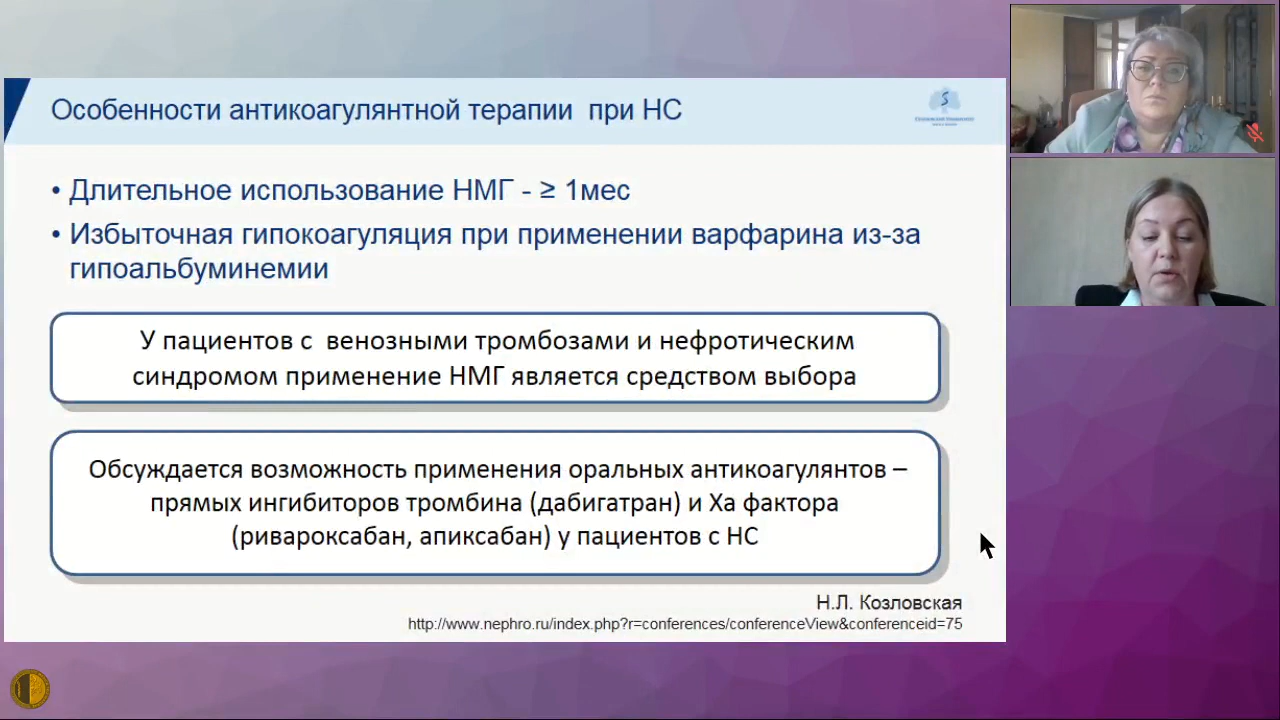 Особенности антикоагулянтной терапии при НС
• Длительное использование НМГ - ≥ 1мес
• Избыточная гипокоагуляция при применении варфарина из-за
гипоальбуминемии
У пациентов с венозными тромбозами и нефротическим
синдромом применение НМГ является средством выбора
Обсуждается возможность применения оральных антикоагулянтов –
прямых ингибиторов тромбина (дабигатран) и Ха фактора
(ривароксабан, апиксабан) у пациентов с НС
Н.Л. Козловская
http://www.nephro.ru/index.php?r=conferences/conferenceView&conferenceid=75